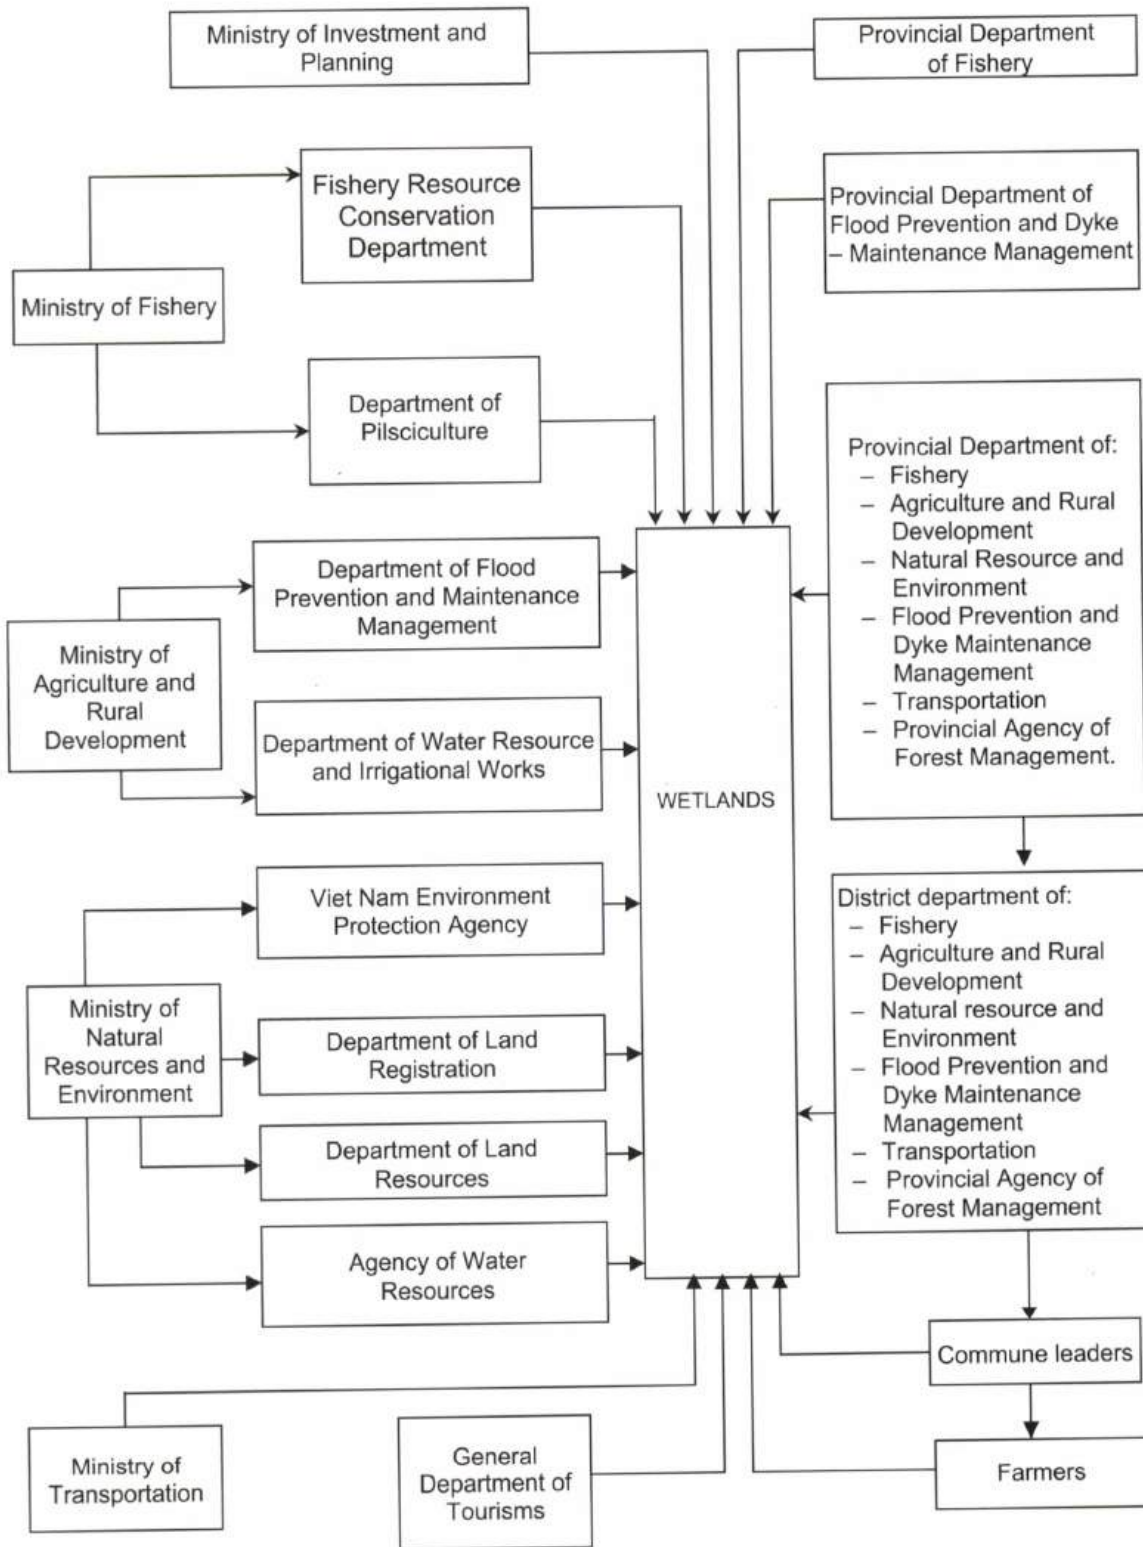 Ministry of Investment and
Planning
Provincial Department
of Fishery
Fishery Resource
Conservation
Department
Provincial Department of
Flood Prevention and Dyke
– Maintenance Management
Ministry of Fishery
Department of
Pilsciculture
Provincial Department of:
– Fishery
– Agriculture and Rural
Development
– Natural Resource and
Environment
– Flood Prevention and
Dyke Maintenance
Management
– Transportation
– Provincial Agency of
Forest Management.
Department of Flood
Prevention and Maintenance
Management
Ministry of
Agriculture and
Rural
Development
Department of Water Resource
and Irrigational Works
WETLANDS
Viet Nam Environment
Protection Agency
District department of:
– Fishery
– Agriculture and Rural
Development
– Natural resource and
Environment
– Flood Prevention and
Dyke Maintenance
Management
– Transportation
– Provincial Agency of
Forest Management
Ministry of
Natural
Resources and
Environment
Department of Land
Registration
Department of Land
Resources
Agency of Water
Resources
Commune leaders
Ministry of
Transportation
General
Department of
Tourisms
Farmers